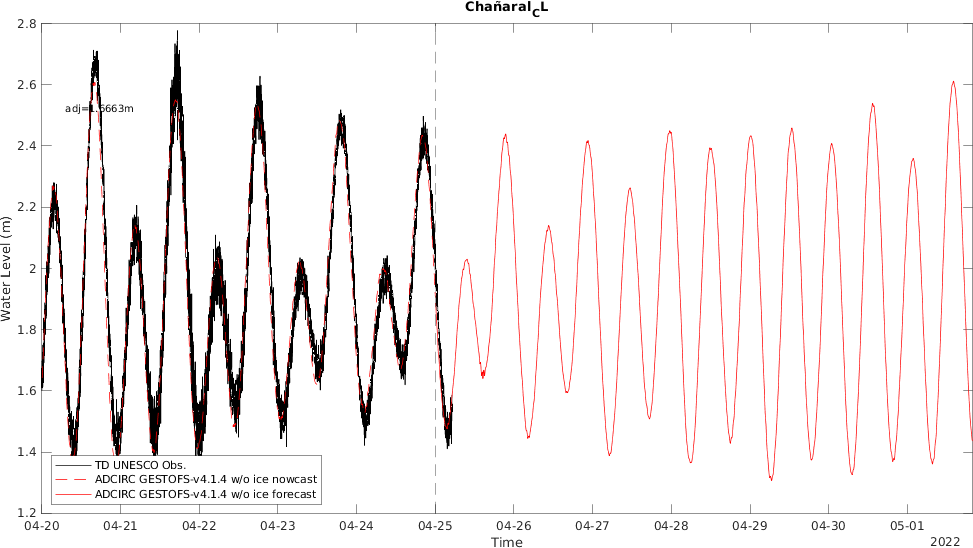 Chañaral_CL
2.8
2.6
adj=1.6663m
2.4
2.2
2
1.8
1.6
1.4
1.2
Water Level (m)
TD UNESCO Obs.
ADCIRC GESTOFS-v4.1.4 w/o ice nowcast
ADCIRC GESTOFS-v4.1.4 w/o ice forecast
04-20 04-21 04-22 04-23 04-24 04-25 04-26 04-27 04-28 04-29 04-30 05-01
Time
2022